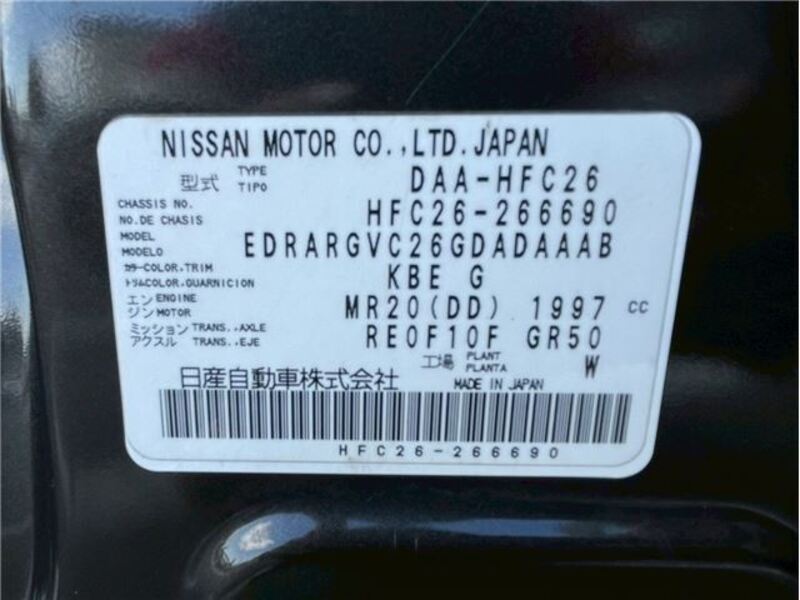 NISSAN MOTOR CO.,LTD.JAPAN
型式 TYPE TIPO DAA-HFC26
CHASSIS NO. NO.DE CHASIS HFC26-266690
MODEL MODELO EDRARGVC26GDADAAAB
カラー COLOR,TRIM トリム COLOR,GUARNICION KBE G
エンジン ENGINE MOTOR MR20(DD) 1997 CC
ミッション アクスル TRANS.,AXLE TRANS.,EJE RE0F10F GR50
工場 PLANT PLANTA W
日産自動車株式会社 MADE IN JAPAN
HFC26-266690